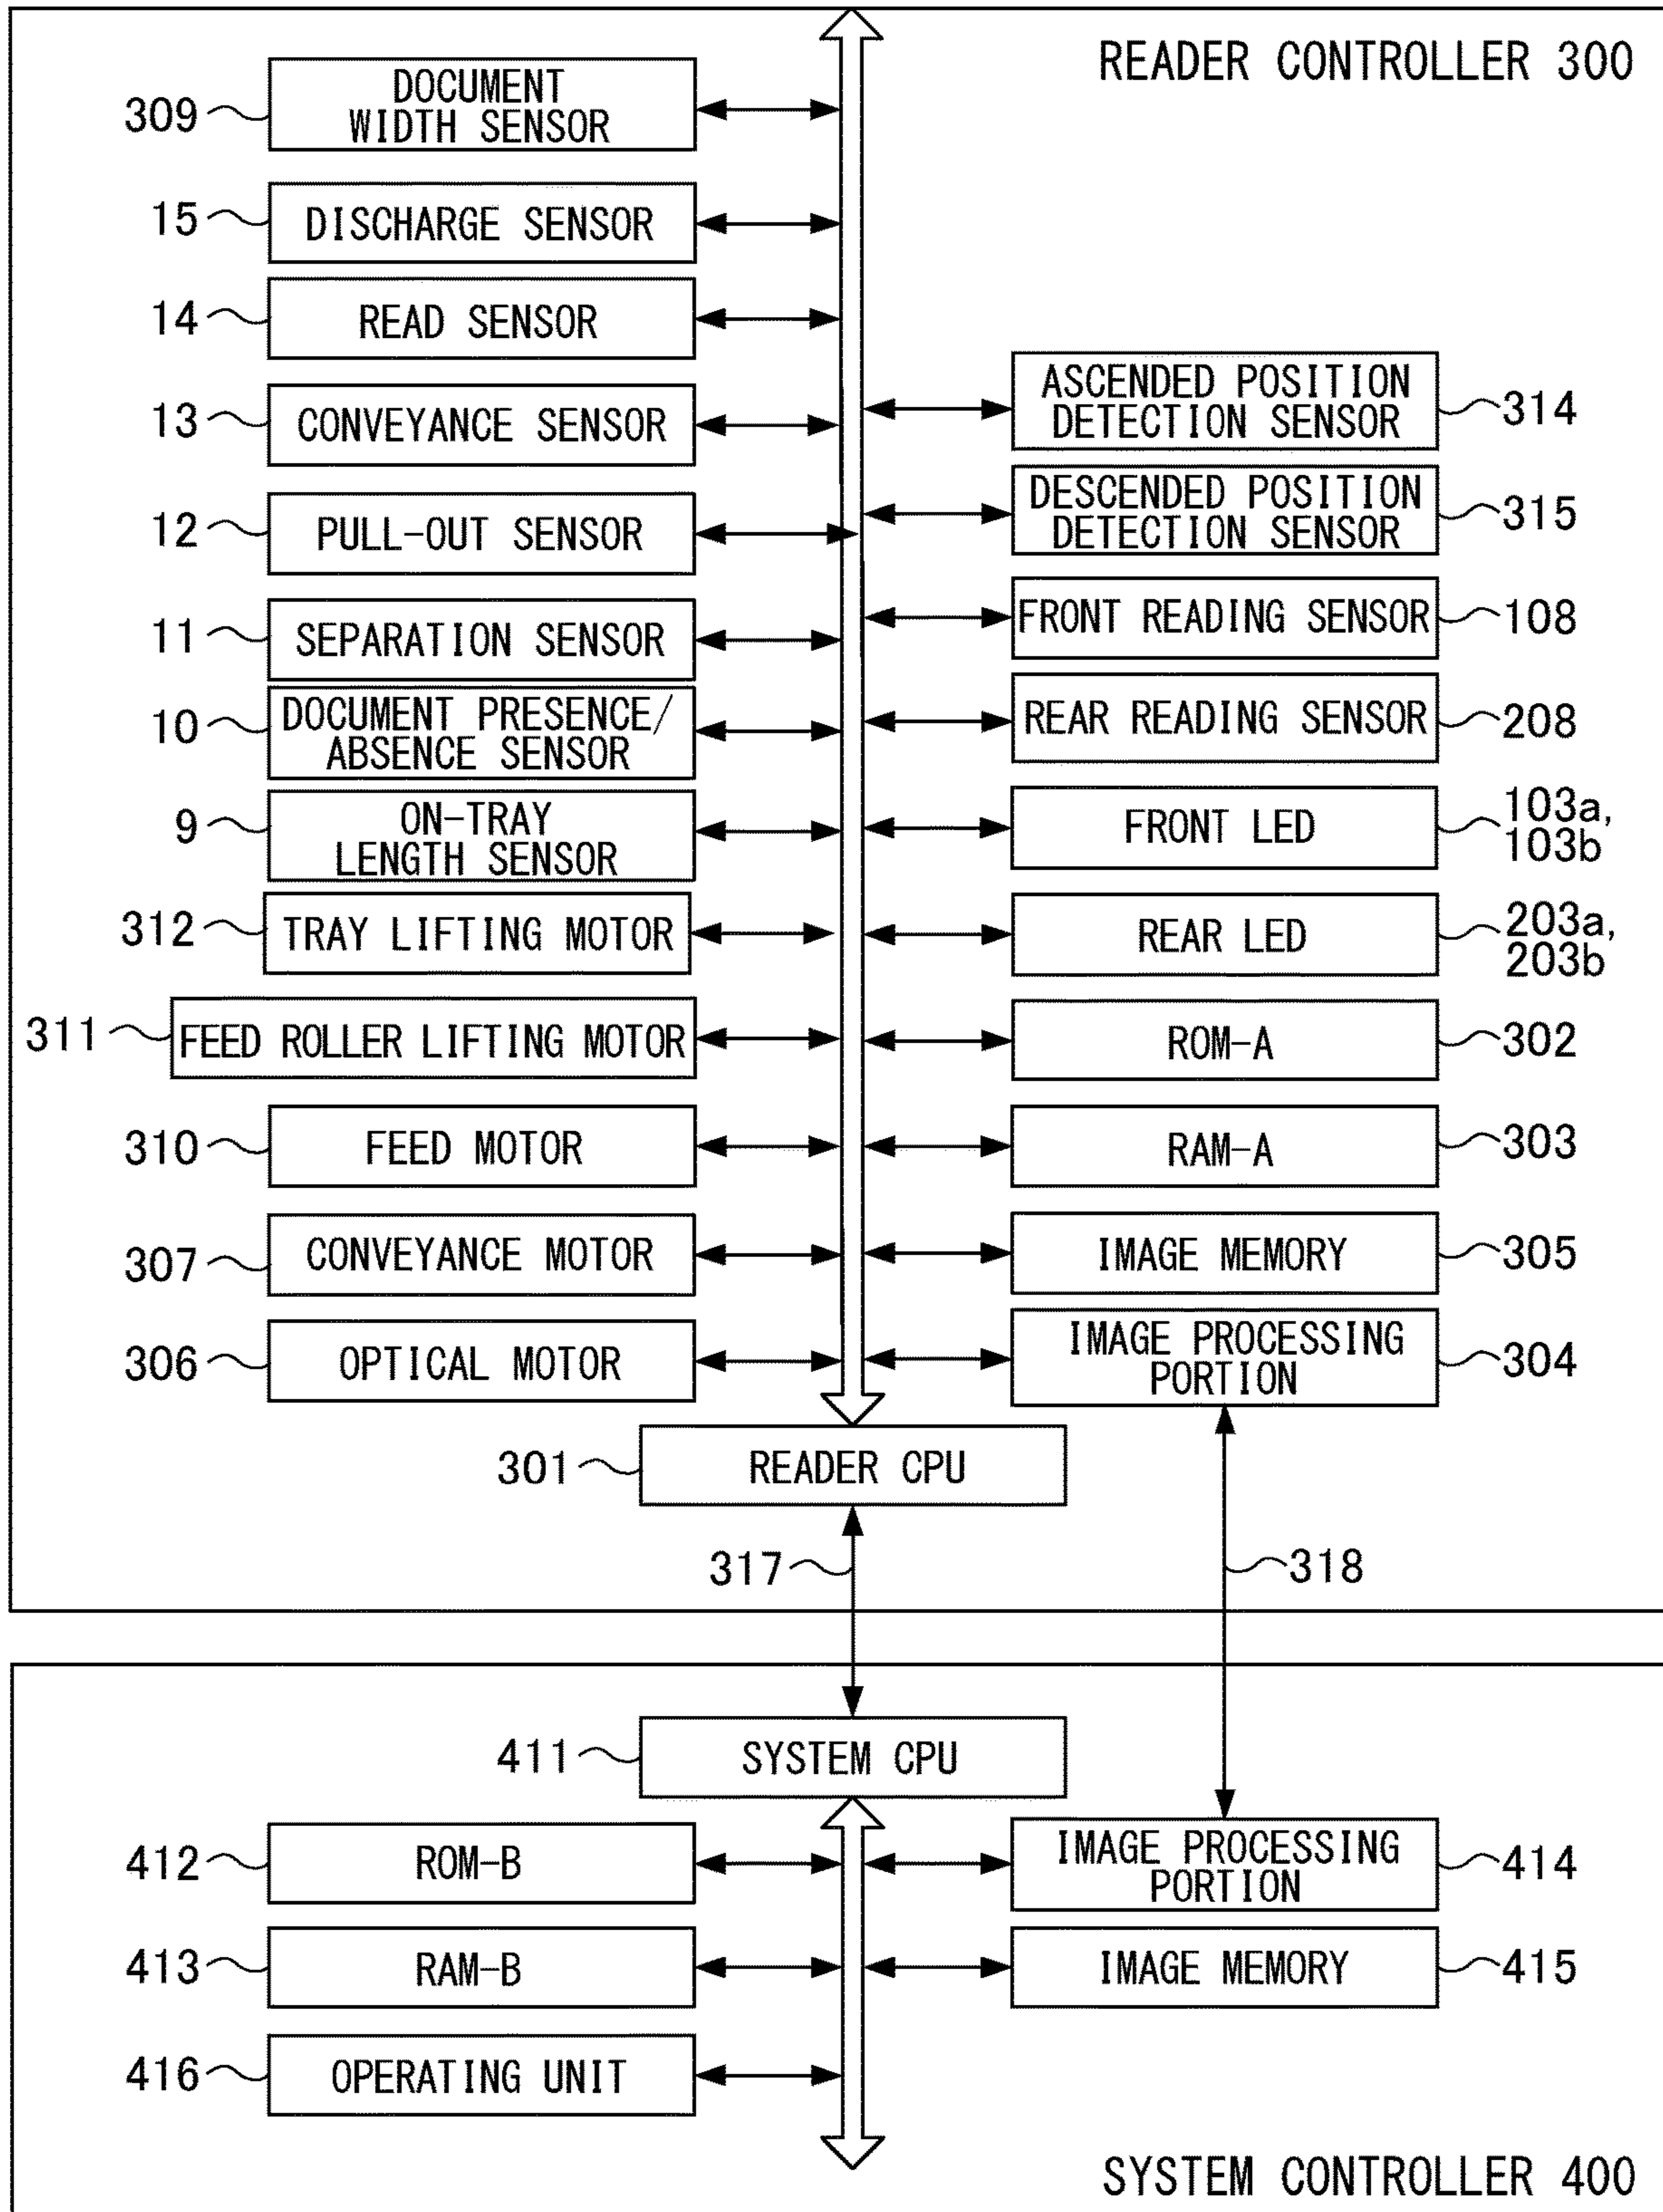 READER CONTROLLER 300
309
DOCUMENT
WIDTH SENSOR
15
DISCHARGE SENSOR
14
READ SENSOR
13
CONVEYANCE SENSOR
12
PULL-OUT SENSOR
11
SEPARATION SENSOR
10
DOCUMENT PRESENCE/
ABSENCE SENSOR
9
ON-TRAY
LENGTH SENSOR
312
TRAY LIFTING MOTOR
311
FEED ROLLER LIFTING MOTOR
310
FEED MOTOR
307
CONVEYANCE MOTOR
306
OPTICAL MOTOR
ASCENDED POSITION
DETECTION SENSOR
314
DESCENDED POSITION
DETECTION SENSOR
315
FRONT READING SENSOR
108
REAR READING SENSOR
208
FRONT LED
103a,
103b
REAR LED
203a,
203b
ROM-A
302
RAM-A
303
IMAGE MEMORY
305
IMAGE PROCESSING
PORTION
304
301
READER CPU
317
318
411
SYSTEM CPU
412
ROM-B
413
RAM-B
416
OPERATING UNIT
IMAGE PROCESSING
PORTION
414
IMAGE MEMORY
415
SYSTEM CONTROLLER 400